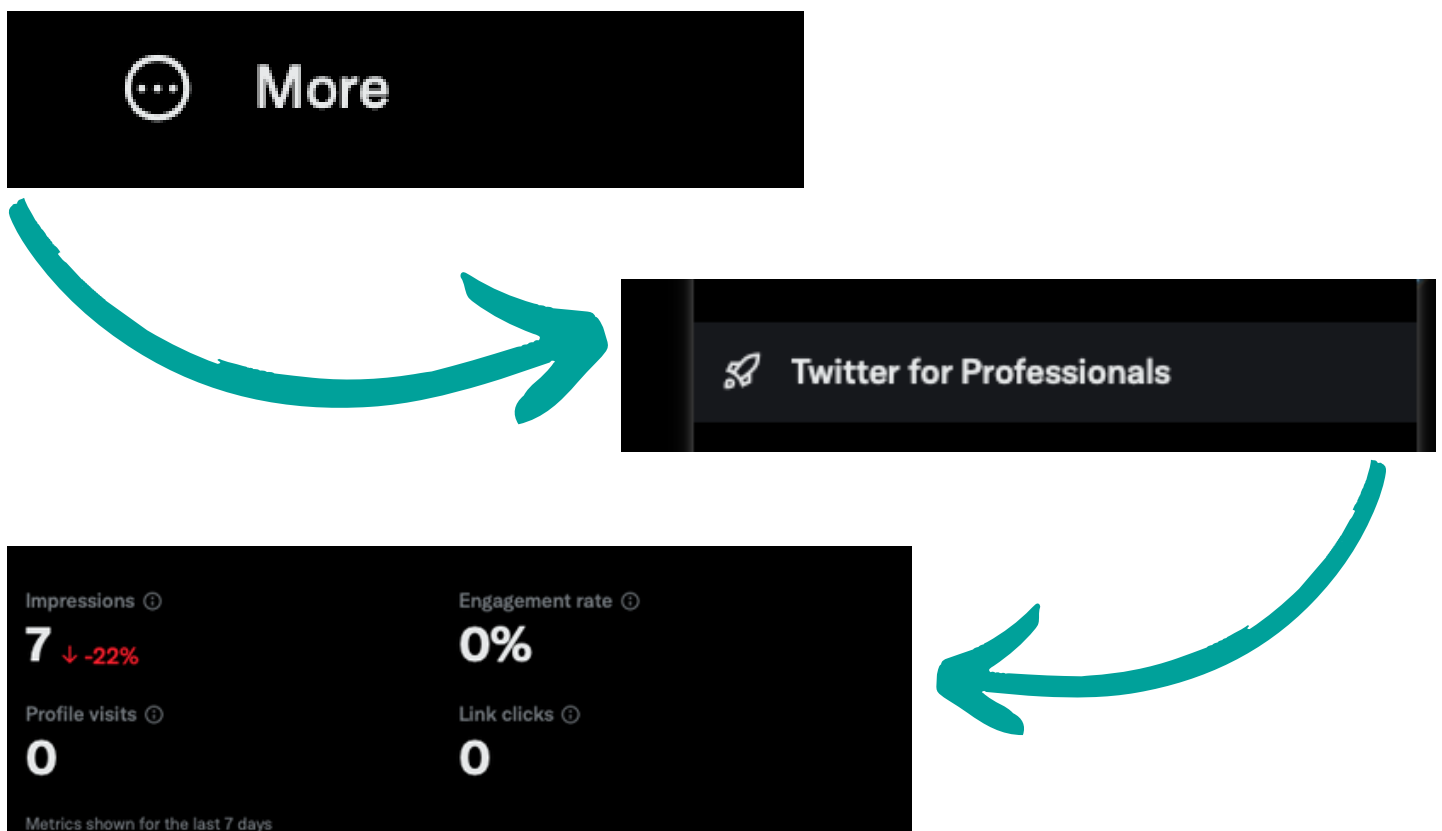 More
Twitter for Professionals
Impressions
7 ↓ -22%
Engagement rate
0%
Profile visits
0
Link clicks
0
Metrics shown for the last 7 days